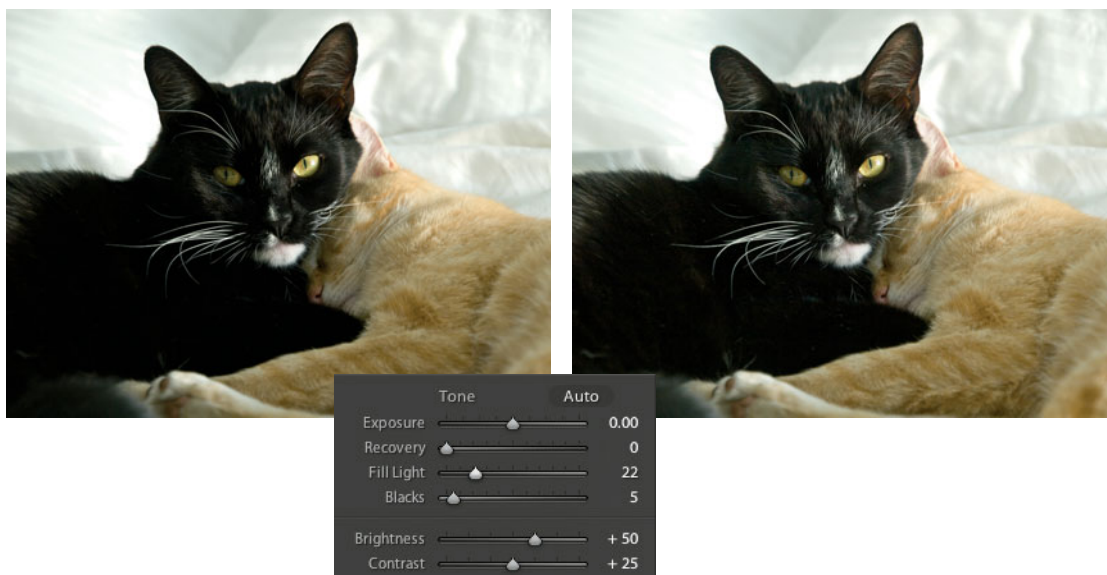 Tone Auto
Exposure 0.00
Recovery 0
Fill Light 22
Blacks 5
Brightness + 50
Contrast + 25